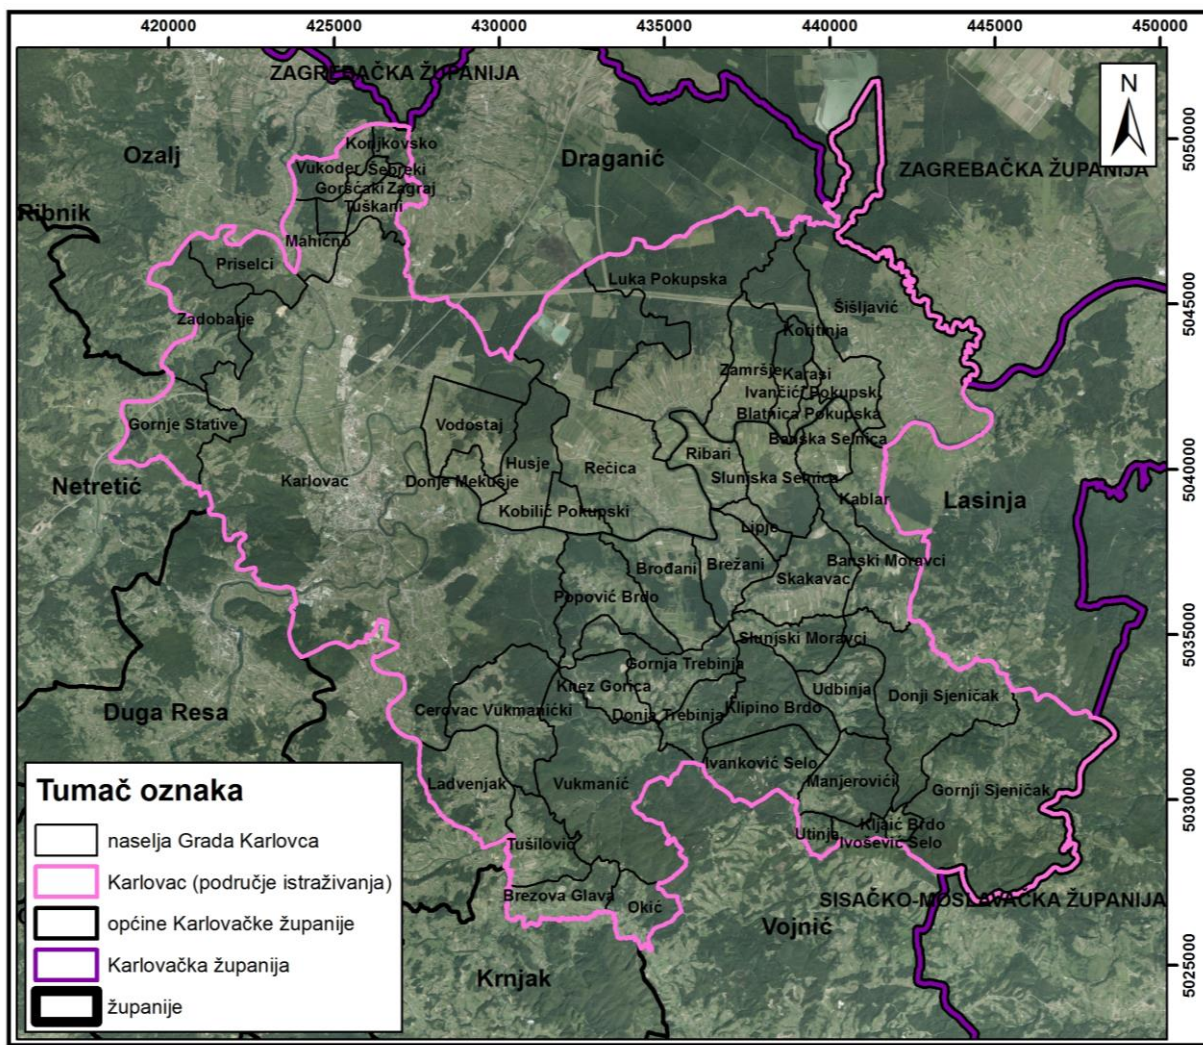 420000 425000 430000 435000 440000 445000 450000
ZAGREBAČKA ŽUPANIJA
N
5050000
Konjkovsko
Ozalj
Draganić
Vukoder Šebreki
ZAGREBAČKA ŽUPANIJA
Gorščaki Zagraj
Tuškani
Ribnik
Mahično
Priselci
Luka Pokupska
Šišljavić
5045000
Zadobarje
Koritinja
Zamršje Karasi
Ivančići Pokupski
Blatnica Pokupska
Gornje Stative
Vodostaj
Banska Selnica
Ribari
Husje
Rečica
5040000
Karlovac
Donje Mekušje
Slunjska Selnica
Netretić
Kablar
Lasinja
Kobilić Pokupski
Lipje
Brođani
Brežani
Banski Moravci
Skakavac
Popović Brdo
5035000
Slunjski Moravci
Gornja Trebinja
Knez Gorica
Udbinja
Donji Sjeničak
Duga Resa
Cerovac Vukmanički
Donja Trebinja
Klipino Brdo
Ivanković Selo
Tumač oznaka
Ladvenjak
Vukmanić
Manjerovići
Gornji Sjeničak
5030000
naselja Grada Karlovca
Kljaić Brdo
Utinja
Ivošević Selo
Tušilović
Karlovac (područje istraživanja)
Brezova Glava
Okić
SISAČKO-MOSLAVAČKA ŽUPANIJA
općine Karlovačke županije
Vojnić
Karlovačka županija
Krnjak
5025000
županije